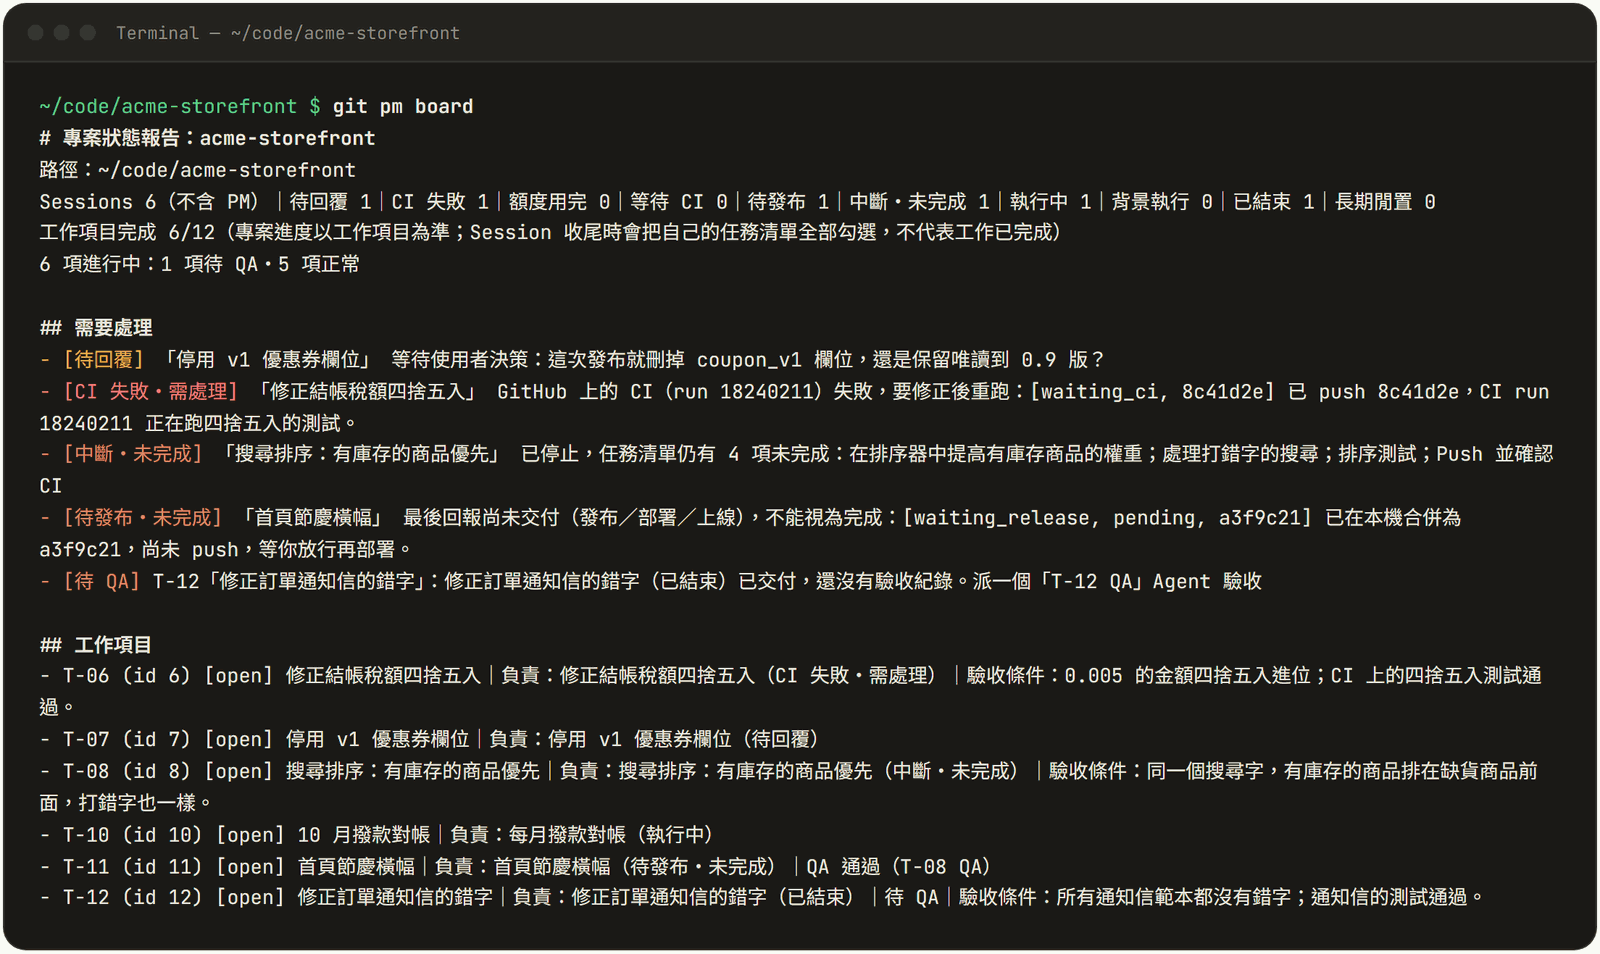 Terminal — ~/code/acme-storefront
~/code/acme-storefront $ git pm board
# 專案狀態報告：acme-storefront
路徑：~/code/acme-storefront
Sessions 6（不含 PM）｜待回覆 1｜CI 失敗 1｜額度用完 0｜等待 CI 0｜待發布 1｜中斷・未完成 1｜執行中 1｜背景執行 0｜已結束 1｜長期閒置 0
工作項目完成 6/12（專案進度以工作項目為準；Session 收尾時會把自己的任務清單全部勾選，不代表工作已完成）
6 項進行中：1 項待 QA・5 項正常
## 需要處理
- [待回覆] 「停用 v1 優惠券欄位」 等待使用者決策：這次發布就刪掉 coupon_v1 欄位，還是保留唯讀到 0.9 版？
- [CI 失敗・需處理] 「修正結帳稅額四捨五入」 GitHub 上的 CI（run 18240211）失敗，要修正後重跑：[waiting_ci, 8c41d2e] 已 push 8c41d2e，CI run
18240211 正在跑四捨五入的測試。
- [中斷・未完成] 「搜尋排序：有庫存的商品優先」 已停止，任務清單仍有 4 項未完成：在排序器中提高有庫存商品的權重；處理打錯字的搜尋；排序測試；Push 並確認
CI
- [待發布・未完成] 「首頁節慶橫幅」 最後回報尚未交付（發布／部署／上線），不能視為完成：[waiting_release, pending, a3f9c21] 已在本機合併為
a3f9c21，尚未 push，等你放行再部署。
- [待 QA] T-12「修正訂單通知信的錯字」：修正訂單通知信的錯字（已結束）已交付，還沒有驗收紀錄。派一個「T-12 QA」Agent 驗收
## 工作項目
- T-06 (id 6) [open] 修正結帳稅額四捨五入｜負責：修正結帳稅額四捨五入（CI 失敗・需處理）｜驗收條件：0.005 的金額四捨五入進位；CI 上的四捨五入測試通
過。
- T-07 (id 7) [open] 停用 v1 優惠券欄位｜負責：停用 v1 優惠券欄位（待回覆）
- T-08 (id 8) [open] 搜尋排序：有庫存的商品優先｜負責：搜尋排序：有庫存的商品優先（中斷・未完成）｜驗收條件：同一個搜尋字，有庫存的商品排在缺貨商品前
面，打錯字也一樣。
- T-10 (id 10) [open] 10 月撥款對帳｜負責：每月撥款對帳（執行中）
- T-11 (id 11) [open] 首頁節慶橫幅｜負責：首頁節慶橫幅（待發布・未完成）｜QA 通過（T-08 QA）
- T-12 (id 12) [open] 修正訂單通知信的錯字｜負責：修正訂單通知信的錯字（已結束）｜待 QA｜驗收條件：所有通知信範本都沒有錯字；通知信的測試通過。